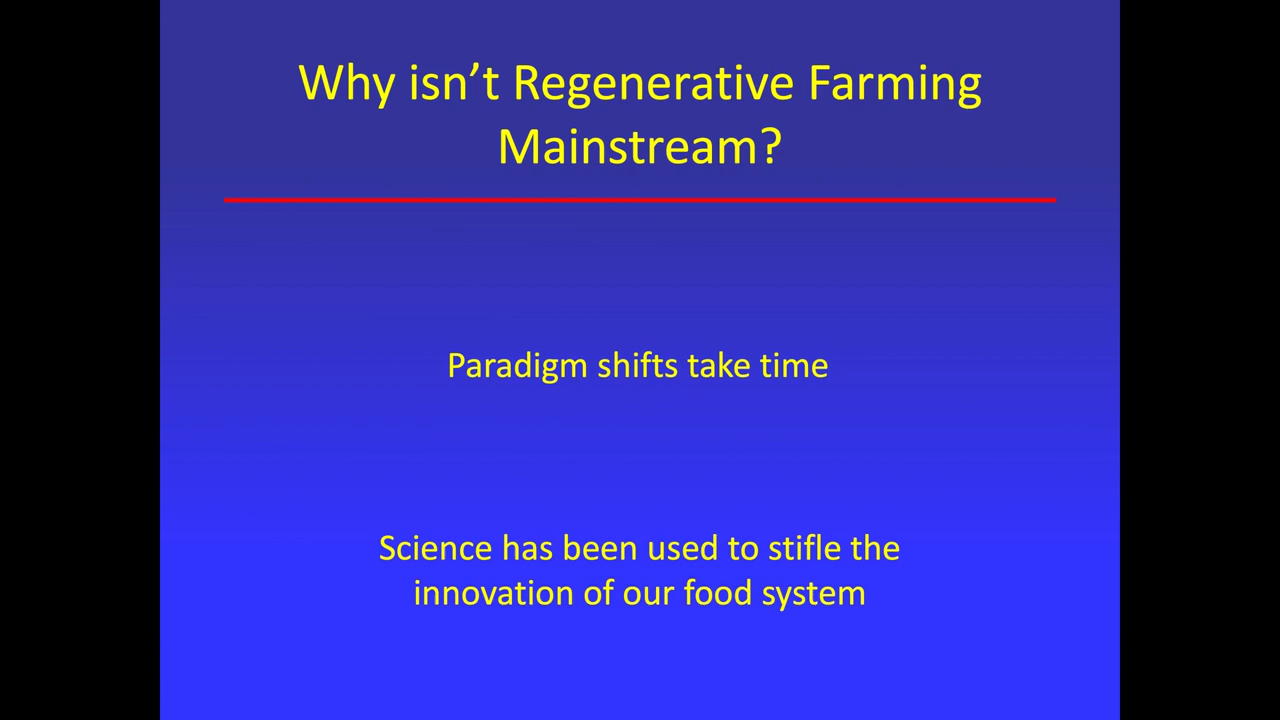 Why isn’t Regenerative Farming
Mainstream?
Paradigm shifts take time
Science has been used to stifle the
innovation of our food system